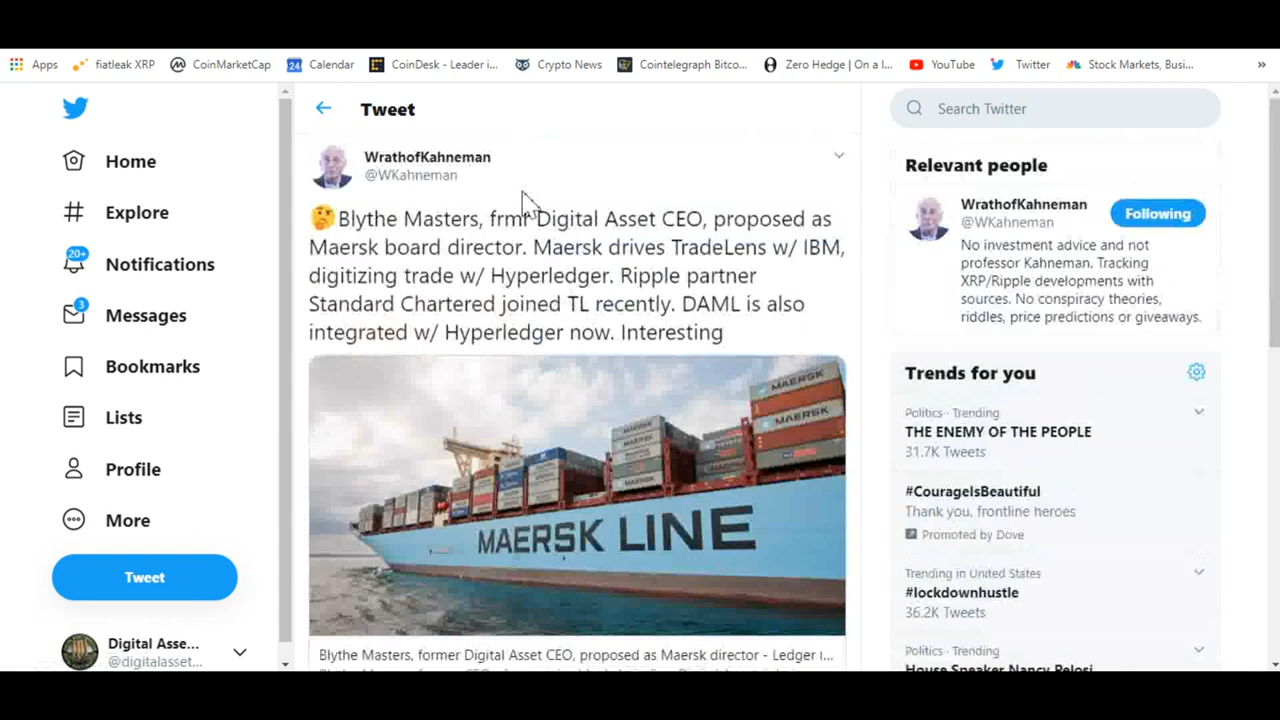 Apps
fiatleak XRP
CoinMarketCap
Calendar
CoinDesk - Leader i...
Crypto News
Cointelegraph Bitco...
Zero Hedge | On a l...
YouTube
Twitter
Stock Markets, Busi...
»
Home
Explore
20+
Notifications
3
Messages
Bookmarks
Lists
Profile
More
Tweet
Digital Asse...
@digitalasset...
Tweet
WrathofKahneman
@WKahneman
🤔Blythe Masters, frmr Digital Asset CEO, proposed as
Maersk board director. Maersk drives TradeLens w/ IBM,
digitizing trade w/ Hyperledger. Ripple partner
Standard Chartered joined TL recently. DAML is also
integrated w/ Hyperledger now. Interesting
MAERSK
MAERSK
MAERSK LINE
Blythe Masters, former Digital Asset CEO, proposed as Maersk director - Ledger I...
Search Twitter
Relevant people
WrathofKahneman
@WKahneman
Following
No investment advice and not
professor Kahneman. Tracking
XRP/Ripple developments with
sources. No conspiracy theories,
riddles, price predictions or giveaways.
Trends for you
Politics · Trending
THE ENEMY OF THE PEOPLE
31.7K Tweets
#CourageIsBeautiful
Thank you, frontline heroes
Promoted by Dove
Trending in United States
#lockdownhustle
36.2K Tweets
Politics · Trending
House Speaker Nancy Pelosi